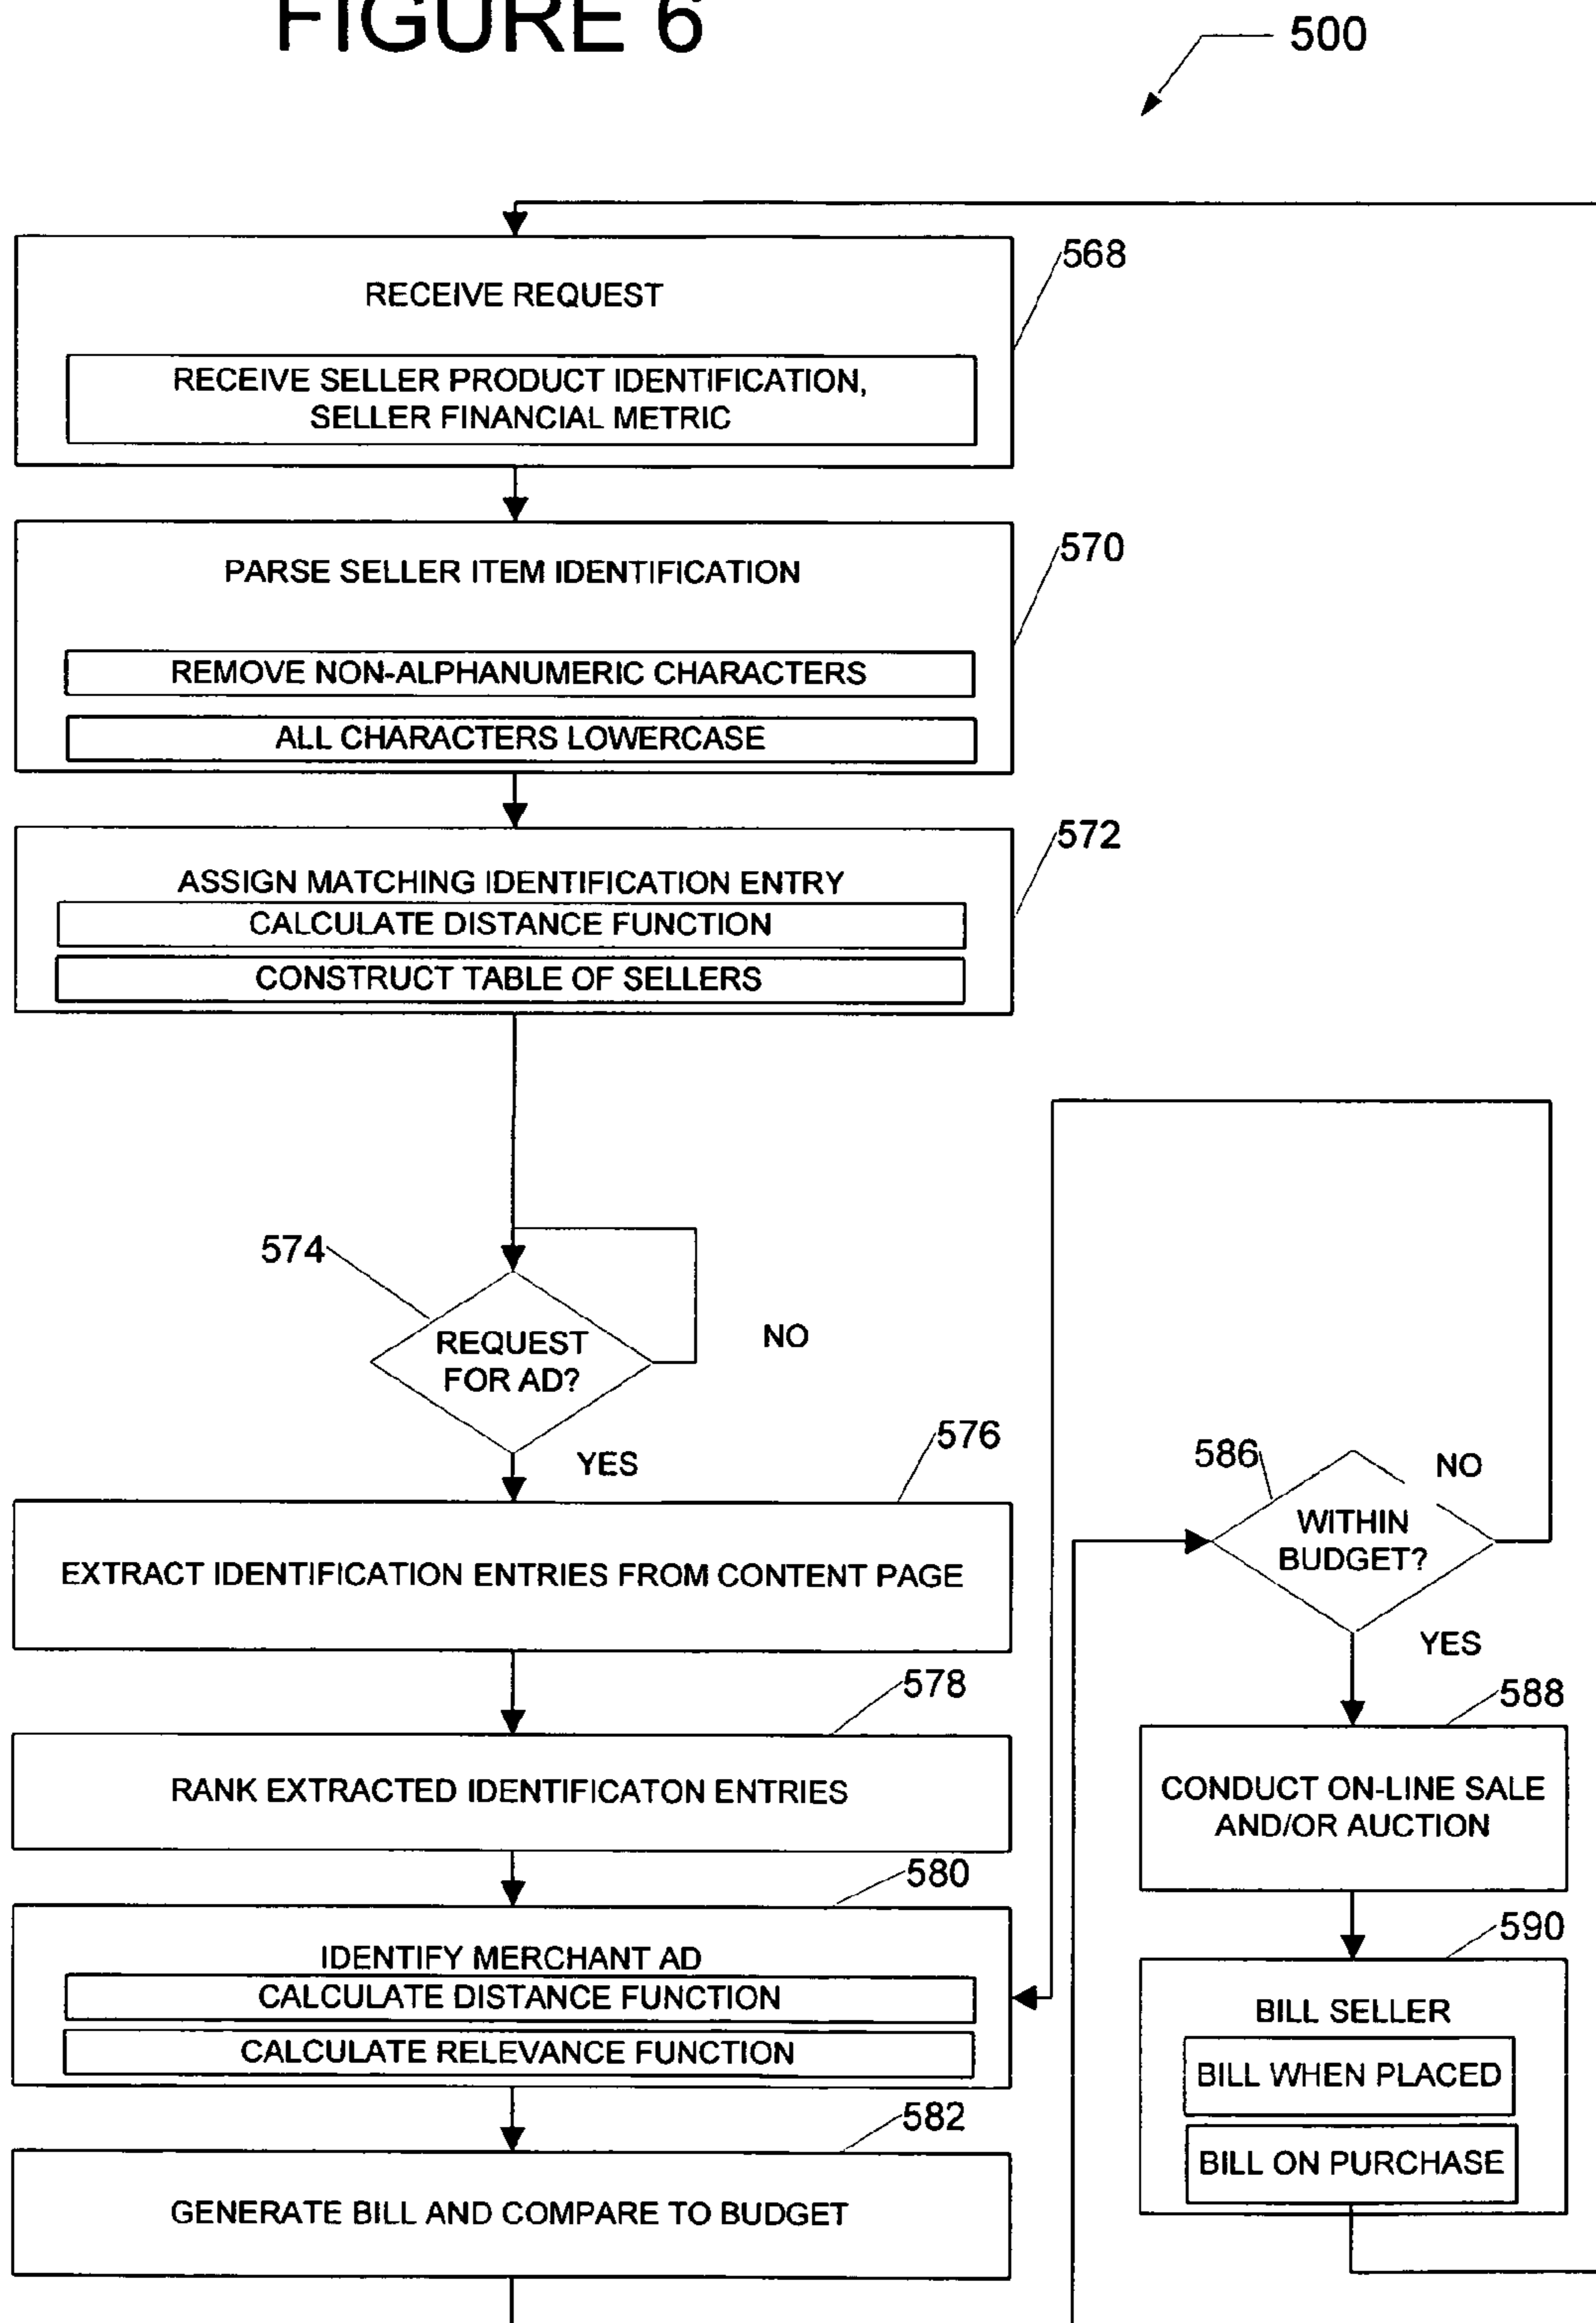 FIGURE 6
500
568
RECEIVE REQUEST
RECEIVE SELLER PRODUCT IDENTIFICATION,
SELLER FINANCIAL METRIC
570
PARSE SELLER ITEM IDENTIFICATION
REMOVE NON-ALPHANUMERIC CHARACTERS
ALL CHARACTERS LOWERCASE
572
ASSIGN MATCHING IDENTIFICATION ENTRY
CALCULATE DISTANCE FUNCTION
CONSTRUCT TABLE OF SELLERS
574
REQUEST
FOR AD?
NO
YES
576
EXTRACT IDENTIFICATION ENTRIES FROM CONTENT PAGE
578
RANK EXTRACTED IDENTIFICATON ENTRIES
580
IDENTIFY MERCHANT AD
CALCULATE DISTANCE FUNCTION
CALCULATE RELEVANCE FUNCTION
582
GENERATE BILL AND COMPARE TO BUDGET
586
NO
WITHIN
BUDGET?
YES
588
CONDUCT ON-LINE SALE
AND/OR AUCTION
590
BILL SELLER
BILL WHEN PLACED
BILL ON PURCHASE